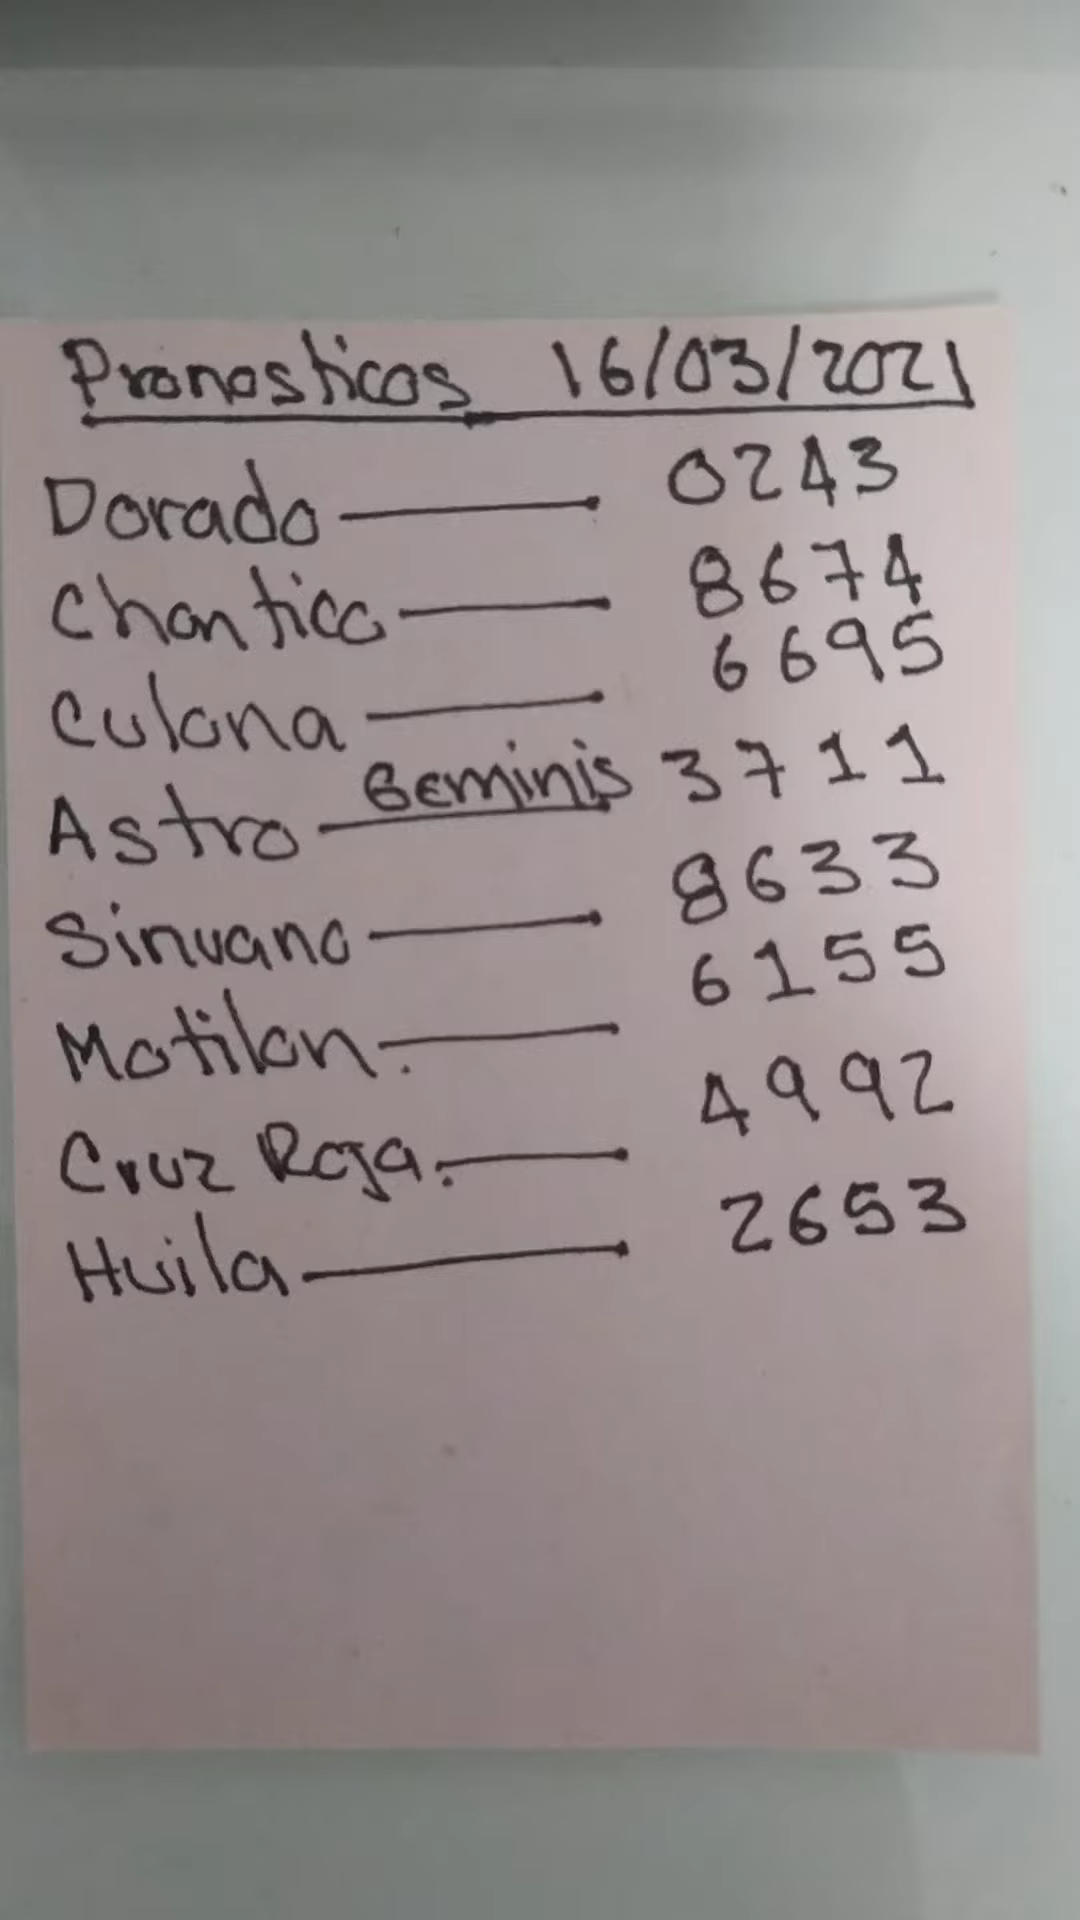 Pronosticos 16/03/2021
Dorado 0243
Chontico 8674
Culona 6695
Astro Geminis 3711
Sinuano 8633
Motilon. 6155
Cruz Roja. 4992
Huila 2653